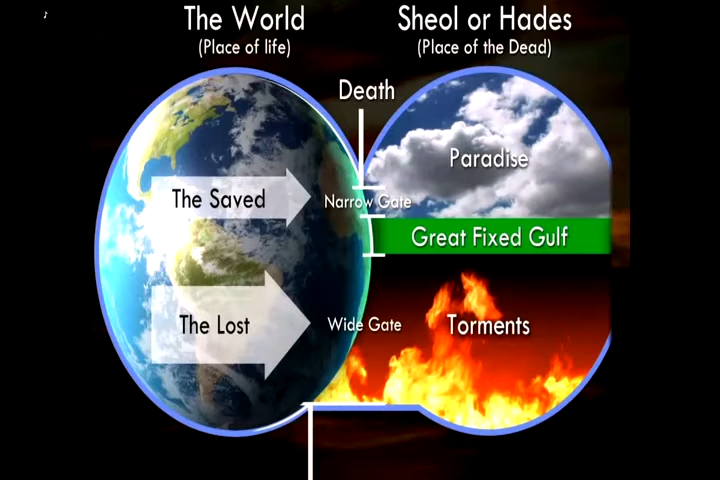 The World
(Place of life)
Sheol or Hades
(Place of the Dead)
Death
Paradise
The Saved
Narrow Gate
Great Fixed Gulf
The Lost
Wide Gate
Torments